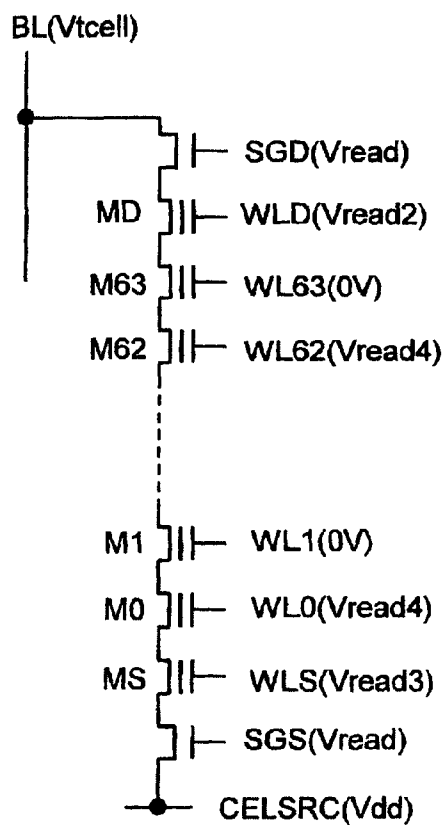 BL(Vtcell)
SGD(Vread)
MD WLD(Vread2)
M63 WL63(0V)
M62 WL62(Vread4)
M1 WL1(0V)
M0 WL0(Vread4)
MS WLS(Vread3)
SGS(Vread)
CELSRC(Vdd)